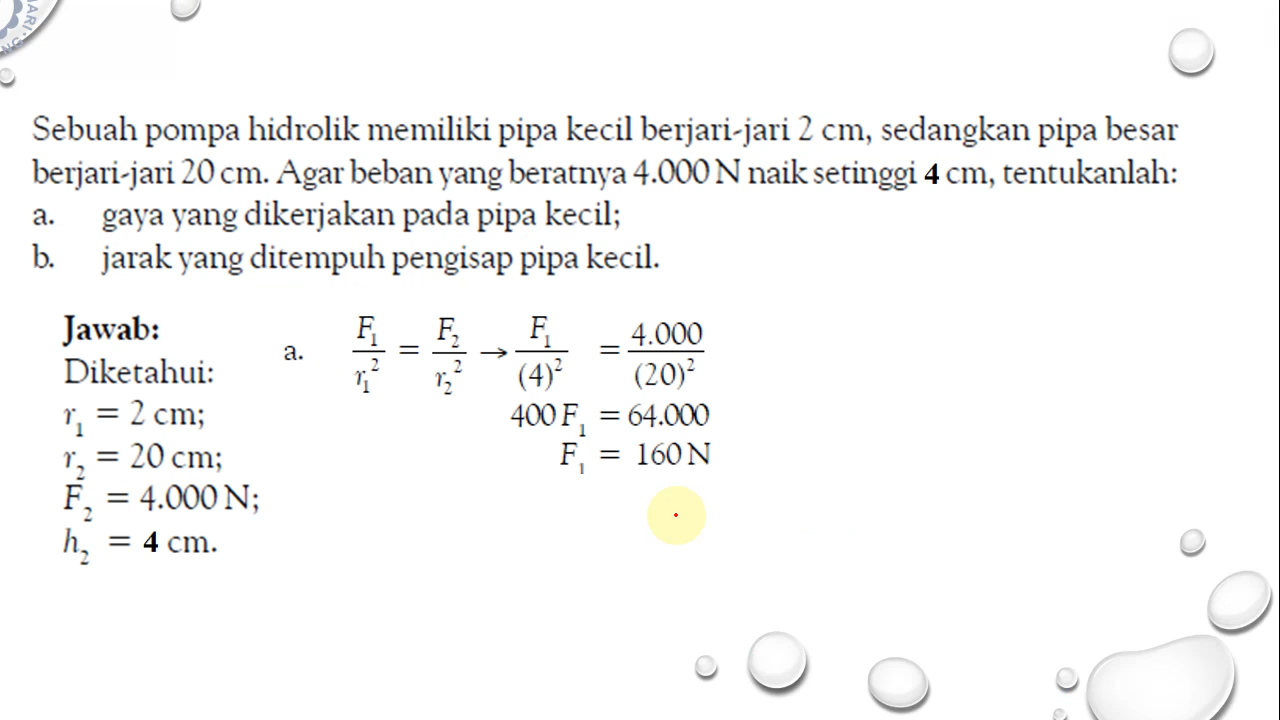 ARI
NG
Sebuah pompa hidrolik memiliki pipa kecil berjari-jari 2 cm, sedangkan pipa besar
berjari-jari 20 cm. Agar beban yang beratnya 4.000 N naik setinggi 4 cm, tentukanlah:
a. gaya yang dikerjakan pada pipa kecil;
b. jarak yang ditempuh pengisap pipa kecil.
Jawab:
Diketahui:
r₁ = 2 cm;
r₂ = 20 cm;
F₂ = 4.000 N;
h₂ = 4 cm.
a. F₁/r₁² = F₂/r₂² → F₁/(4)² = 4.000/(20)²
400 F₁ = 64.000
F₁ = 160 N